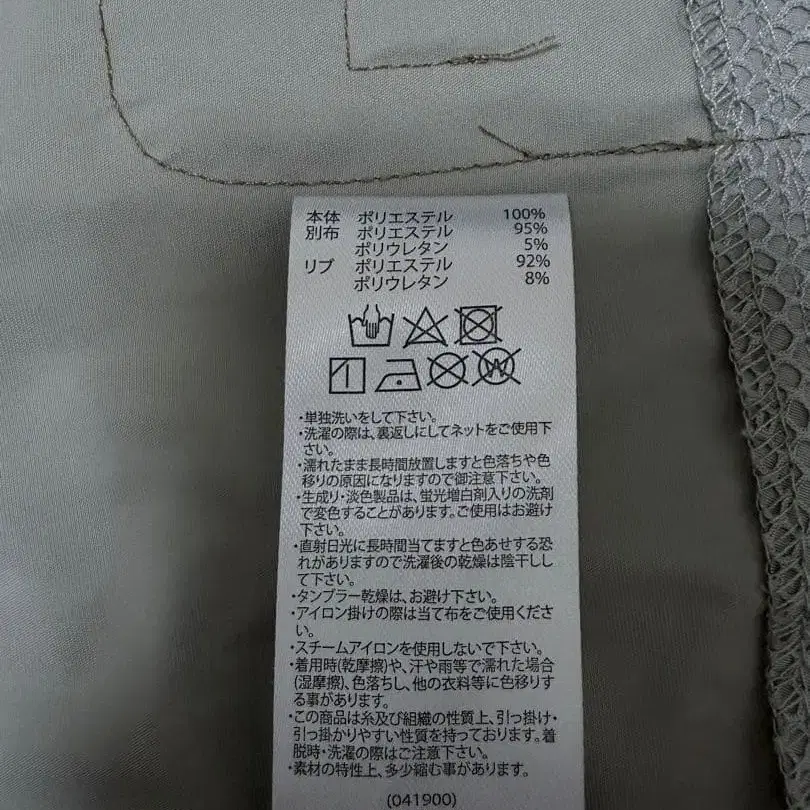 本体 ポリエステル 100%
別布 ポリエステル 95%
ポリウレタン 5%
リブ ポリエステル 92%
ポリウレタン 8%
W
・単独洗いをして下さい。
・洗濯の際は、裏返しにしてネットをご使用下
さい。
・濡れたまま長時間放置しますと色落ちや色
移りの原因になりますので御注意下さい。
・生成り・淡色製品は、蛍光増白剤入りの洗剤
で変色することがあります。ご使用はお避け
下さい。
・直射日光に長時間当てますと色あせする恐
れがありますので洗濯後の乾燥は陰干しし
て下さい。
・タンブラー乾燥は、お避け下さい。
・アイロン掛けの際は当て布をご使用くださ
い。
・スチームアイロンを使用しないで下さい。
・着用時(乾摩擦)や、汗や雨等で濡れた場合
(湿摩擦)、色落ちし、他の衣料等に色移りす
る事があります。
・この商品は糸及び組織の性質上、引っ掛け・
引っ掛かりやすい性質を持っております。着
脱時・洗濯の際はご注意下さい。
・素材の特性上、多少縮む事があります。
(041900)